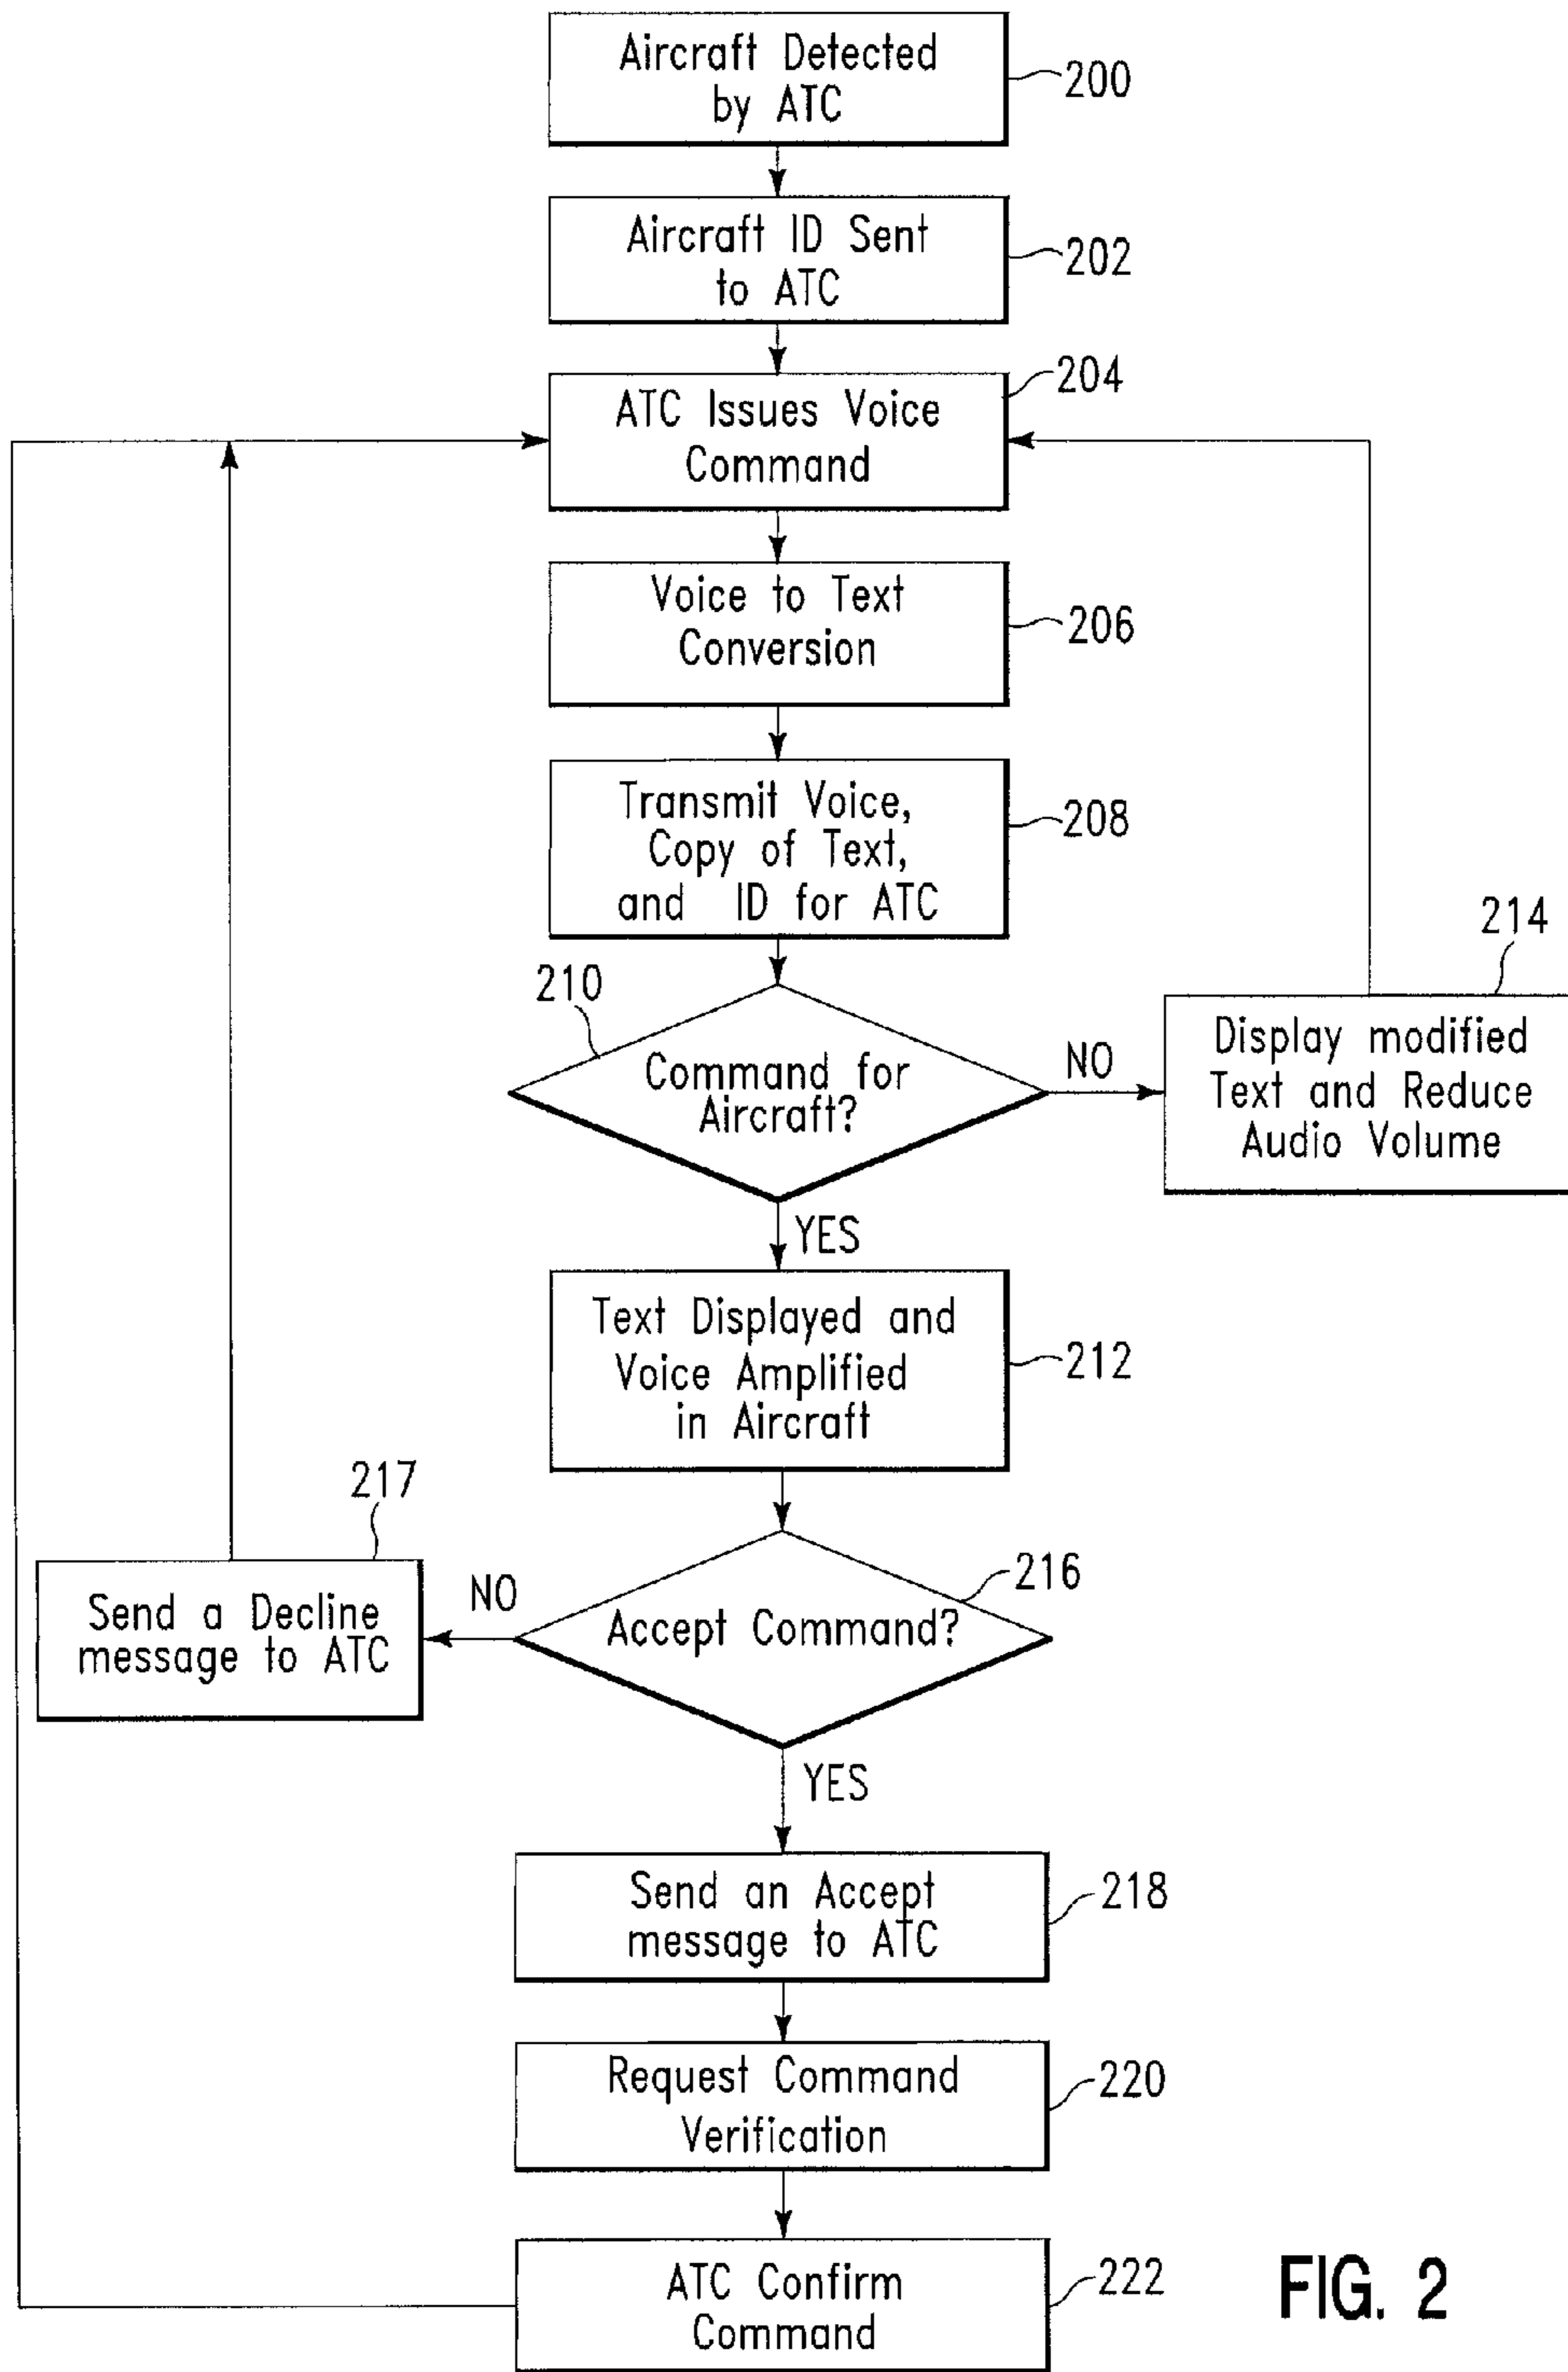 Aircraft Detected
by ATC
200
Aircraft ID Sent
to ATC
202
204
ATC Issues Voice
Command
Voice to Text
Conversion
206
Transmit Voice,
Copy of Text,
and ID for ATC
208
210
Command for
Aircraft?
NO
214
Display modified
Text and Reduce
Audio Volume
YES
Text Displayed and
Voice Amplified
in Aircraft
212
217
Send a Decline
message to ATC
NO
216
Accept Command?
YES
Send an Accept
message to ATC
218
Request Command
Verification
220
ATC Confirm
Command
222
FIG. 2